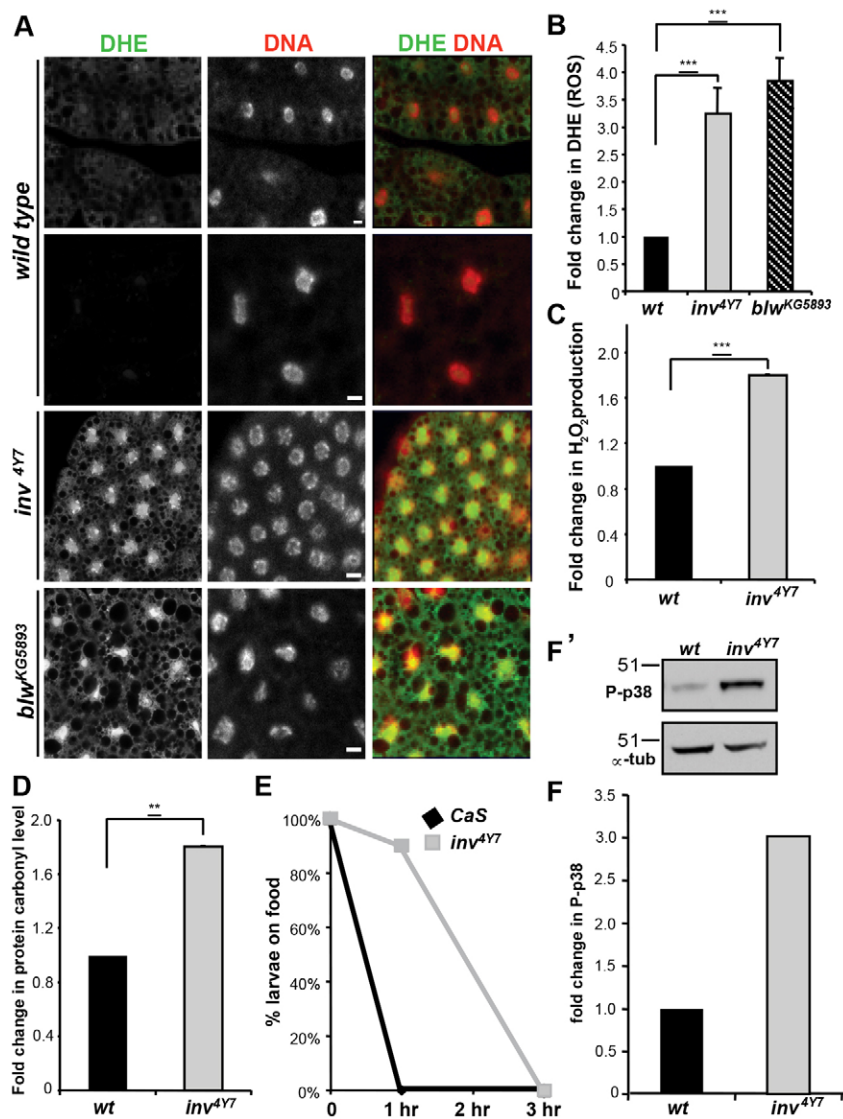 A
DHE
DNA
DHE DNA
wild type
inv 4Y7
blwKG5893
B
***
***
Fold change in DHE (ROS)
4.5
4.0
3.5
3.0
2.5
2.0
1.5
1.0
0.5
0
wt
inv4Y7
blwKG5893
C
***
Fold change in H2O2production
2.0
1.6
1.2
0.8
0.4
0
wt
inv4Y7
F'
wt
inv4Y7
51
P-p38
51
α-tub
D
**
Fold change in protein carbonyl level
2.0
1.6
1.2
0.8
0.4
0
wt
inv4Y7
E
CaS
inv4Y7
% larvae on food
100%
80%
60%
40%
20%
0%
0
1 hr
2 hr
3 hr
F
fold change in P-p38
3.5
3.0
2.5
2.0
1.5
1.0
0.5
0
wt
inv4Y7